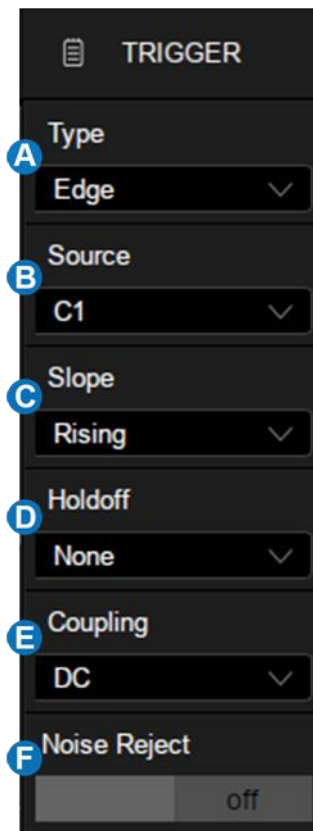 TRIGGER
Type
A
Edge
Source
B
C1
Slope
C
Rising
Holdoff
D
None
Coupling
E
DC
Noise Reject
F
off